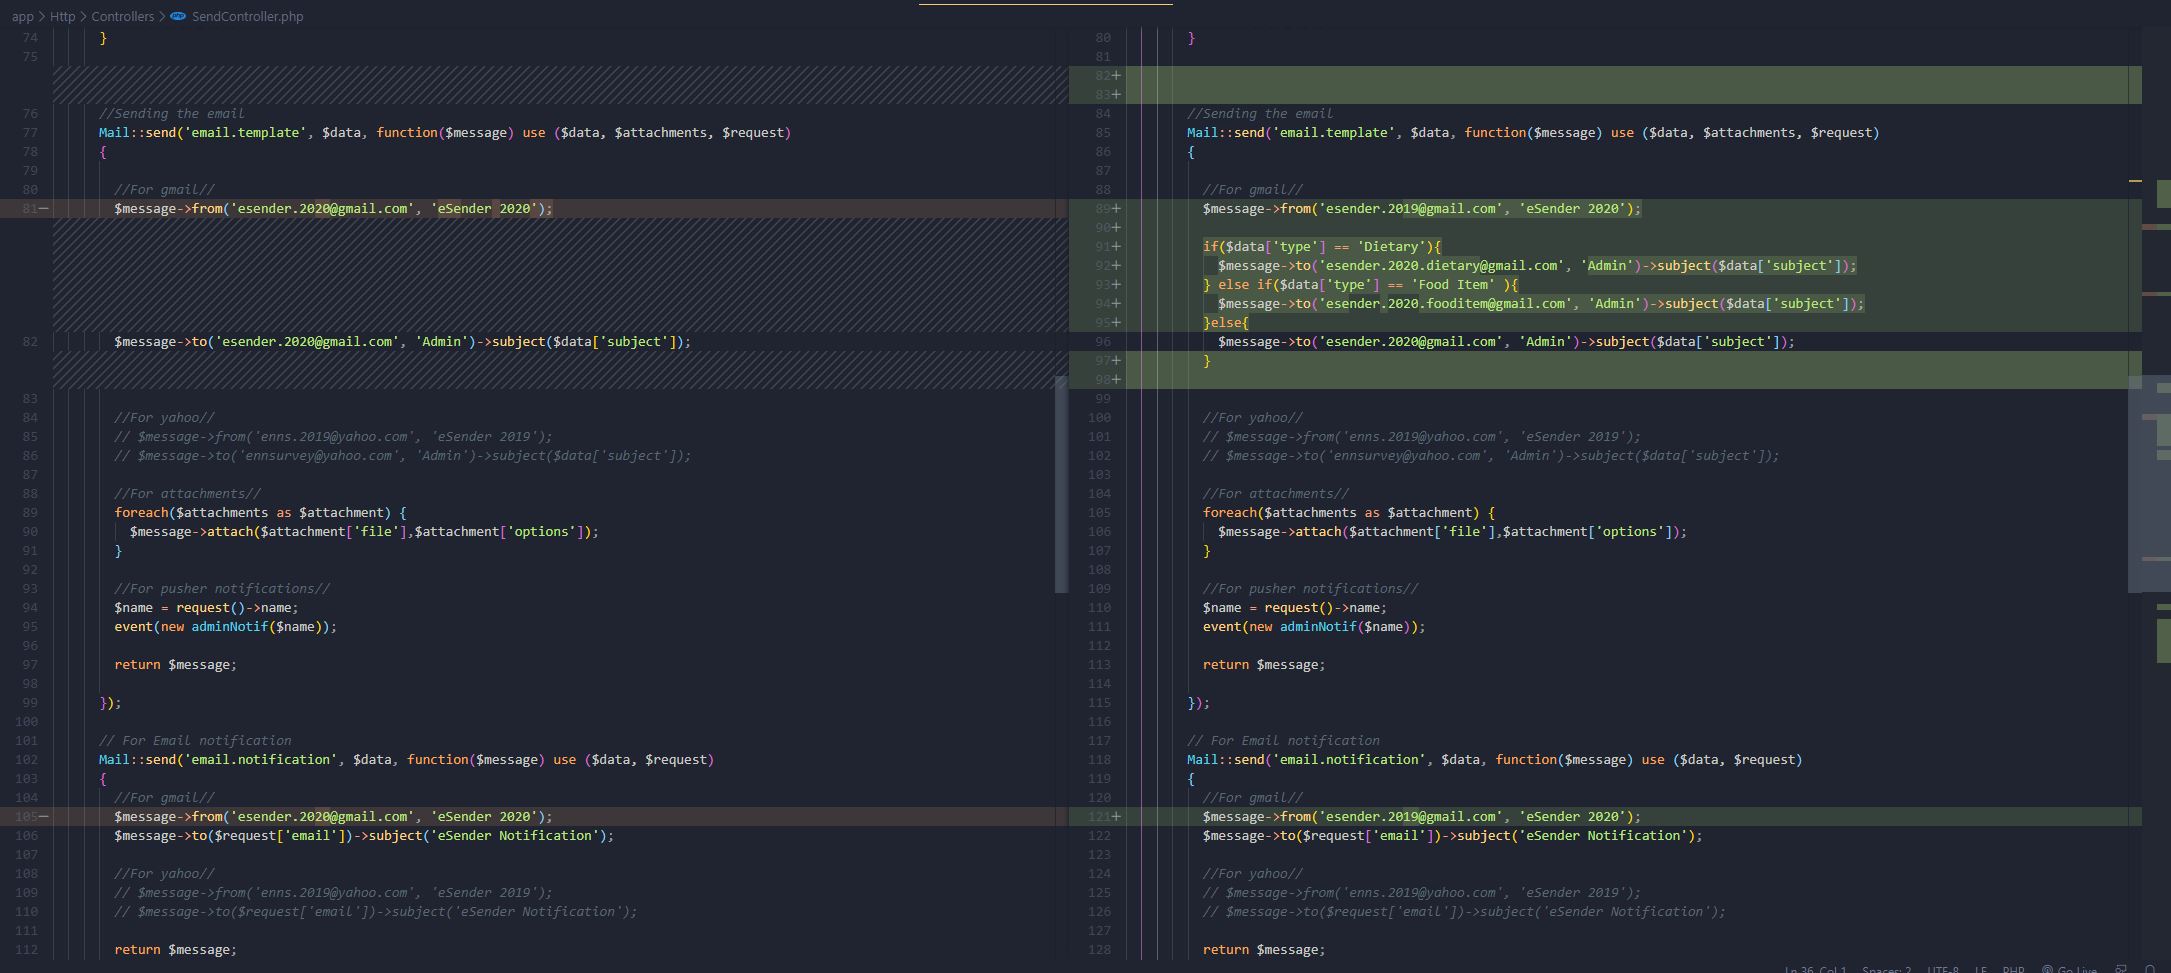 app > Http > Controllers > php SendController.php
74 }
75
76 //Sending the email
77 Mail::send('email.template', $data, function($message) use ($data, $attachments, $request)
78 {
79
80 //For gmail//
81— $message->from('esender.2020@gmail.com', 'eSender 2020');
82 $message->to('esender.2020@gmail.com', 'Admin')->subject($data['subject']);
83
84 //For yahoo//
85 // $message->from('enns.2019@yahoo.com', 'eSender 2019');
86 // $message->to('ennsurvey@yahoo.com', 'Admin')->subject($data['subject']);
87
88 //For attachments//
89 foreach($attachments as $attachment) {
90 $message->attach($attachment['file'],$attachment['options']);
91 }
92
93 //For pusher notifications//
94 $name = request()->name;
95 event(new adminNotif($name));
96
97 return $message;
98
99 });
100
101 // For Email notification
102 Mail::send('email.notification', $data, function($message) use ($data, $request)
103 {
104 //For gmail//
105— $message->from('esender.2020@gmail.com', 'eSender 2020');
106 $message->to($request['email'])->subject('eSender Notification');
107
108 //For yahoo//
109 // $message->from('enns.2019@yahoo.com', 'eSender 2019');
110 // $message->to($request['email'])->subject('eSender Notification');
111
112 return $message;
80 }
81
82+
83+
84 //Sending the email
85 Mail::send('email.template', $data, function($message) use ($data, $attachments, $request)
86 {
87
88 //For gmail//
89+ $message->from('esender.2019@gmail.com', 'eSender 2020');
90+
91+ if($data['type'] == 'Dietary'){
92+ $message->to('esender.2020.dietary@gmail.com', 'Admin')->subject($data['subject']);
93+ } else if($data['type'] == 'Food Item' ){
94+ $message->to('esender.2020.fooditem@gmail.com', 'Admin')->subject($data['subject']);
95+ }else{
96 $message->to('esender.2020@gmail.com', 'Admin')->subject($data['subject']);
97+ }
98+
99
100 //For yahoo//
101 // $message->from('enns.2019@yahoo.com', 'eSender 2019');
102 // $message->to('ennsurvey@yahoo.com', 'Admin')->subject($data['subject']);
103
104 //For attachments//
105 foreach($attachments as $attachment) {
106 $message->attach($attachment['file'],$attachment['options']);
107 }
108
109 //For pusher notifications//
110 $name = request()->name;
111 event(new adminNotif($name));
112
113 return $message;
114
115 });
116
117 // For Email notification
118 Mail::send('email.notification', $data, function($message) use ($data, $request)
119 {
120 //For gmail//
121+ $message->from('esender.2019@gmail.com', 'eSender 2020');
122 $message->to($request['email'])->subject('eSender Notification');
123
124 //For yahoo//
125 // $message->from('enns.2019@yahoo.com', 'eSender 2019');
126 // $message->to($request['email'])->subject('eSender Notification');
127
128 return $message;
Ln 36, Col 1 Spaces: 2 UTF-8 LF PHP Go Live